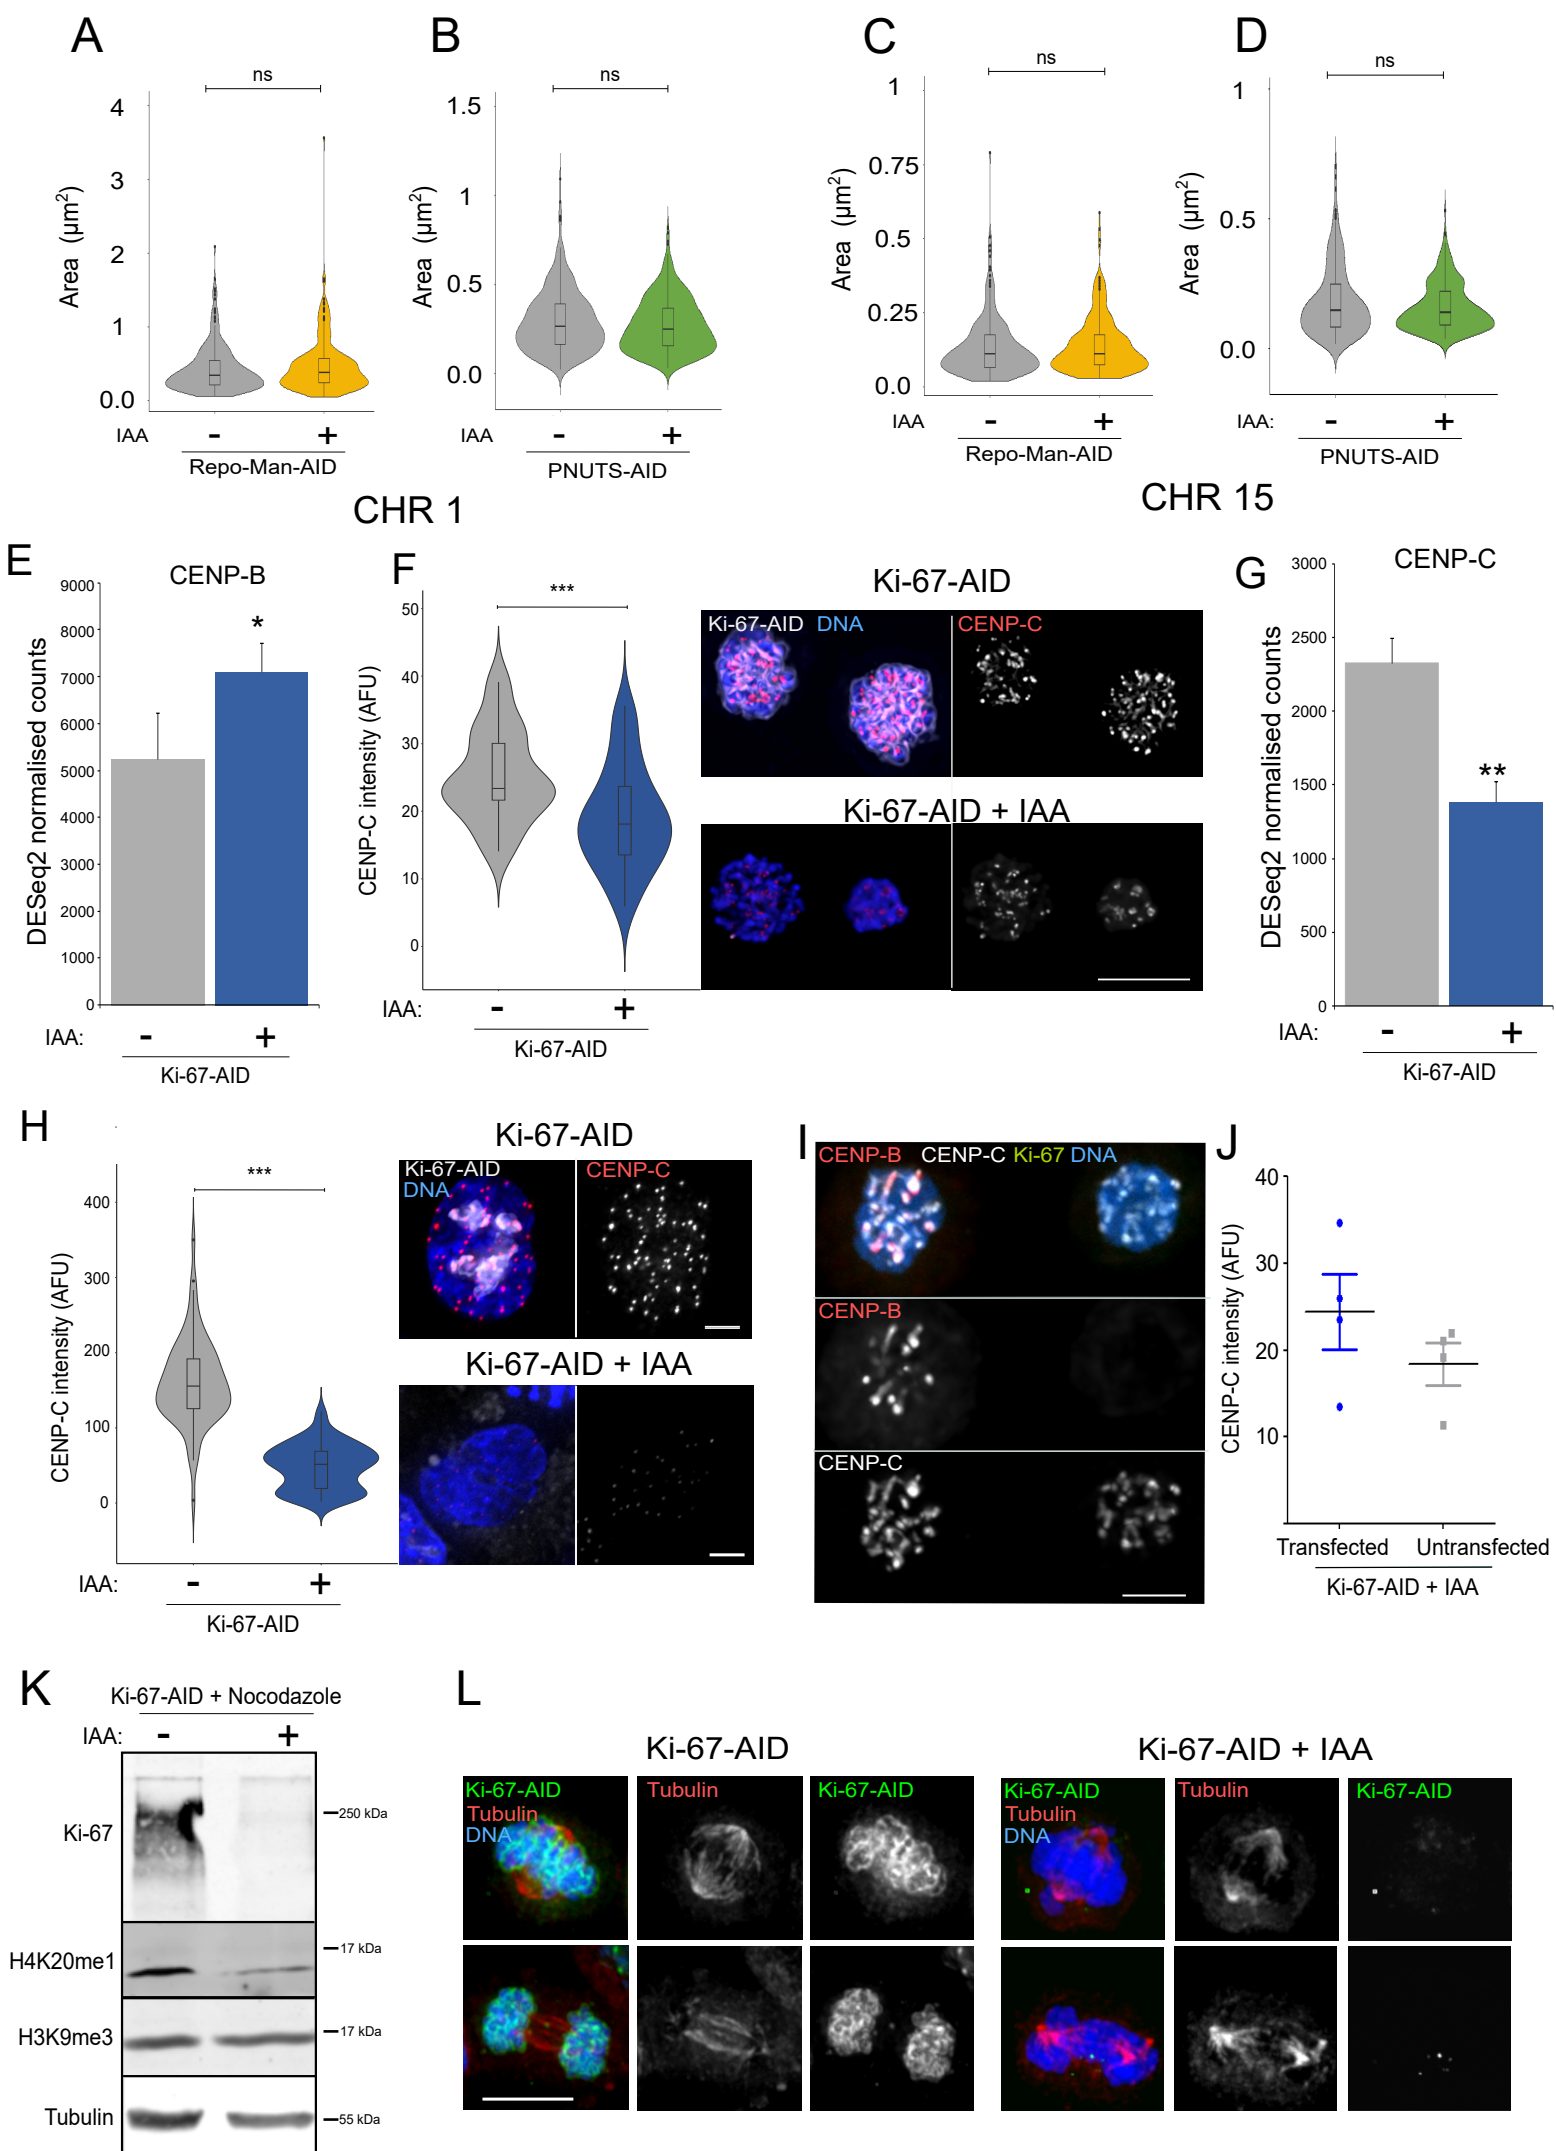 A
B
C
D
ns
ns
ns
ns
4
3
2
1
0.0
Area (µm2)
IAA
-
+
Repo-Man-AID
1.5
1
0.5
0.0
Area (µm2)
IAA
-
+
PNUTS-AID
1
0.75
0.5
0.25
0.0
Area (µm2)
IAA
-
+
Repo-Man-AID
1
0.5
0.0
Area (µm2)
IAA:
-
+
PNUTS-AID
CHR 1
CHR 15
E
CENP-B
9000
8000
7000
6000
5000
4000
3000
2000
1000
0
DESeq2 normalised counts
*
IAA:
-
+
Ki-67-AID
F
***
50
40
30
20
10
0
CENP-C intensity (AFU)
IAA:
-
+
Ki-67-AID
Ki-67-AID
Ki-67-AID DNA
CENP-C
Ki-67-AID + IAA
G
CENP-C
3000
2500
2000
1500
1000
500
0
DESeq2 normalised counts
**
IAA:
-
+
Ki-67-AID
H
***
400
300
200
100
0
CENP-C intensity (AFU)
IAA:
-
+
Ki-67-AID
Ki-67-AID
Ki-67-AID
DNA
CENP-C
Ki-67-AID + IAA
I
CENP-B CENP-C Ki-67 DNA
CENP-B
CENP-C
J
40
30
20
10
CENP-C intensity (AFU)
Transfected Untransfected
Ki-67-AID + IAA
K
Ki-67-AID + Nocodazole
IAA:
-
+
Ki-67
250 kDa
H4K20me1
17 kDa
H3K9me3
17 kDa
Tubulin
55 kDa
L
Ki-67-AID
Ki-67-AID
Tubulin
DNA
Tubulin
Ki-67-AID
Ki-67-AID + IAA
Ki-67-AID
Tubulin
DNA
Tubulin
Ki-67-AID